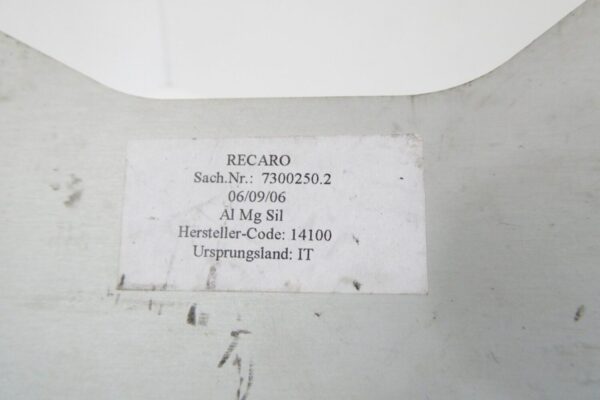 RECARO
Sach.Nr.: 7300250.2
06/09/06
Al Mg Sil
Hersteller-Code: 14100
Ursprungsland: IT